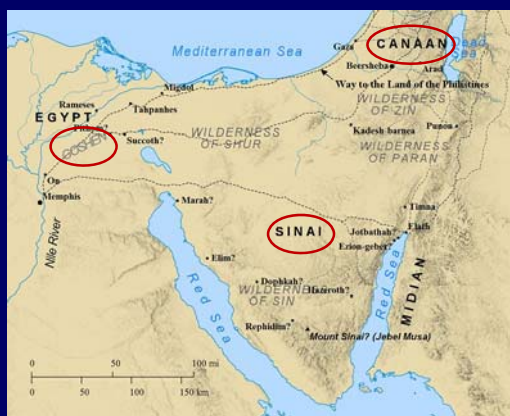 Mediterranean Sea
Gaza
CANAAN
Dead
Sea
Beersheba
Arad
Way to the Land of the Philistines
Migdol
Rameses
Tahpanhes
EGYPT
Pithom?
GOSHEN
Succoth?
WILDERNESS
OF SHUR
WILDERNESS
OF ZIN
Kadesh-barnea
Punon
WILDERNESS
OF PARAN
On
Memphis
Nile River
Marah?
Timna
SINAI
Jotbathah?
Elath
Ezion-geber?
Elim?
Dophkah?
WILDERNESS
OF SIN
Hazeroth?
Red Sea
Red Sea
MIDIAN
Rephidim?
Mount Sinai? (Jebel Musa)
0 50 100 mi
0 50 100 150 km